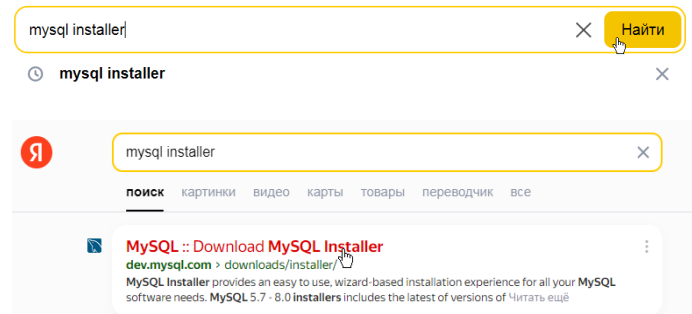 mysql installer
Найти
mysql installer
Я
mysql installer
поиск картинки видео карты товары переводчик все
MySQL :: Download MySQL Installer
dev.mysql.com › downloads/installer/
MySQL Installer provides an easy to use, wizard-based installation experience for all your MySQL
software needs. MySQL 5.7 - 8.0 installers includes the latest of versions of Читать ещё